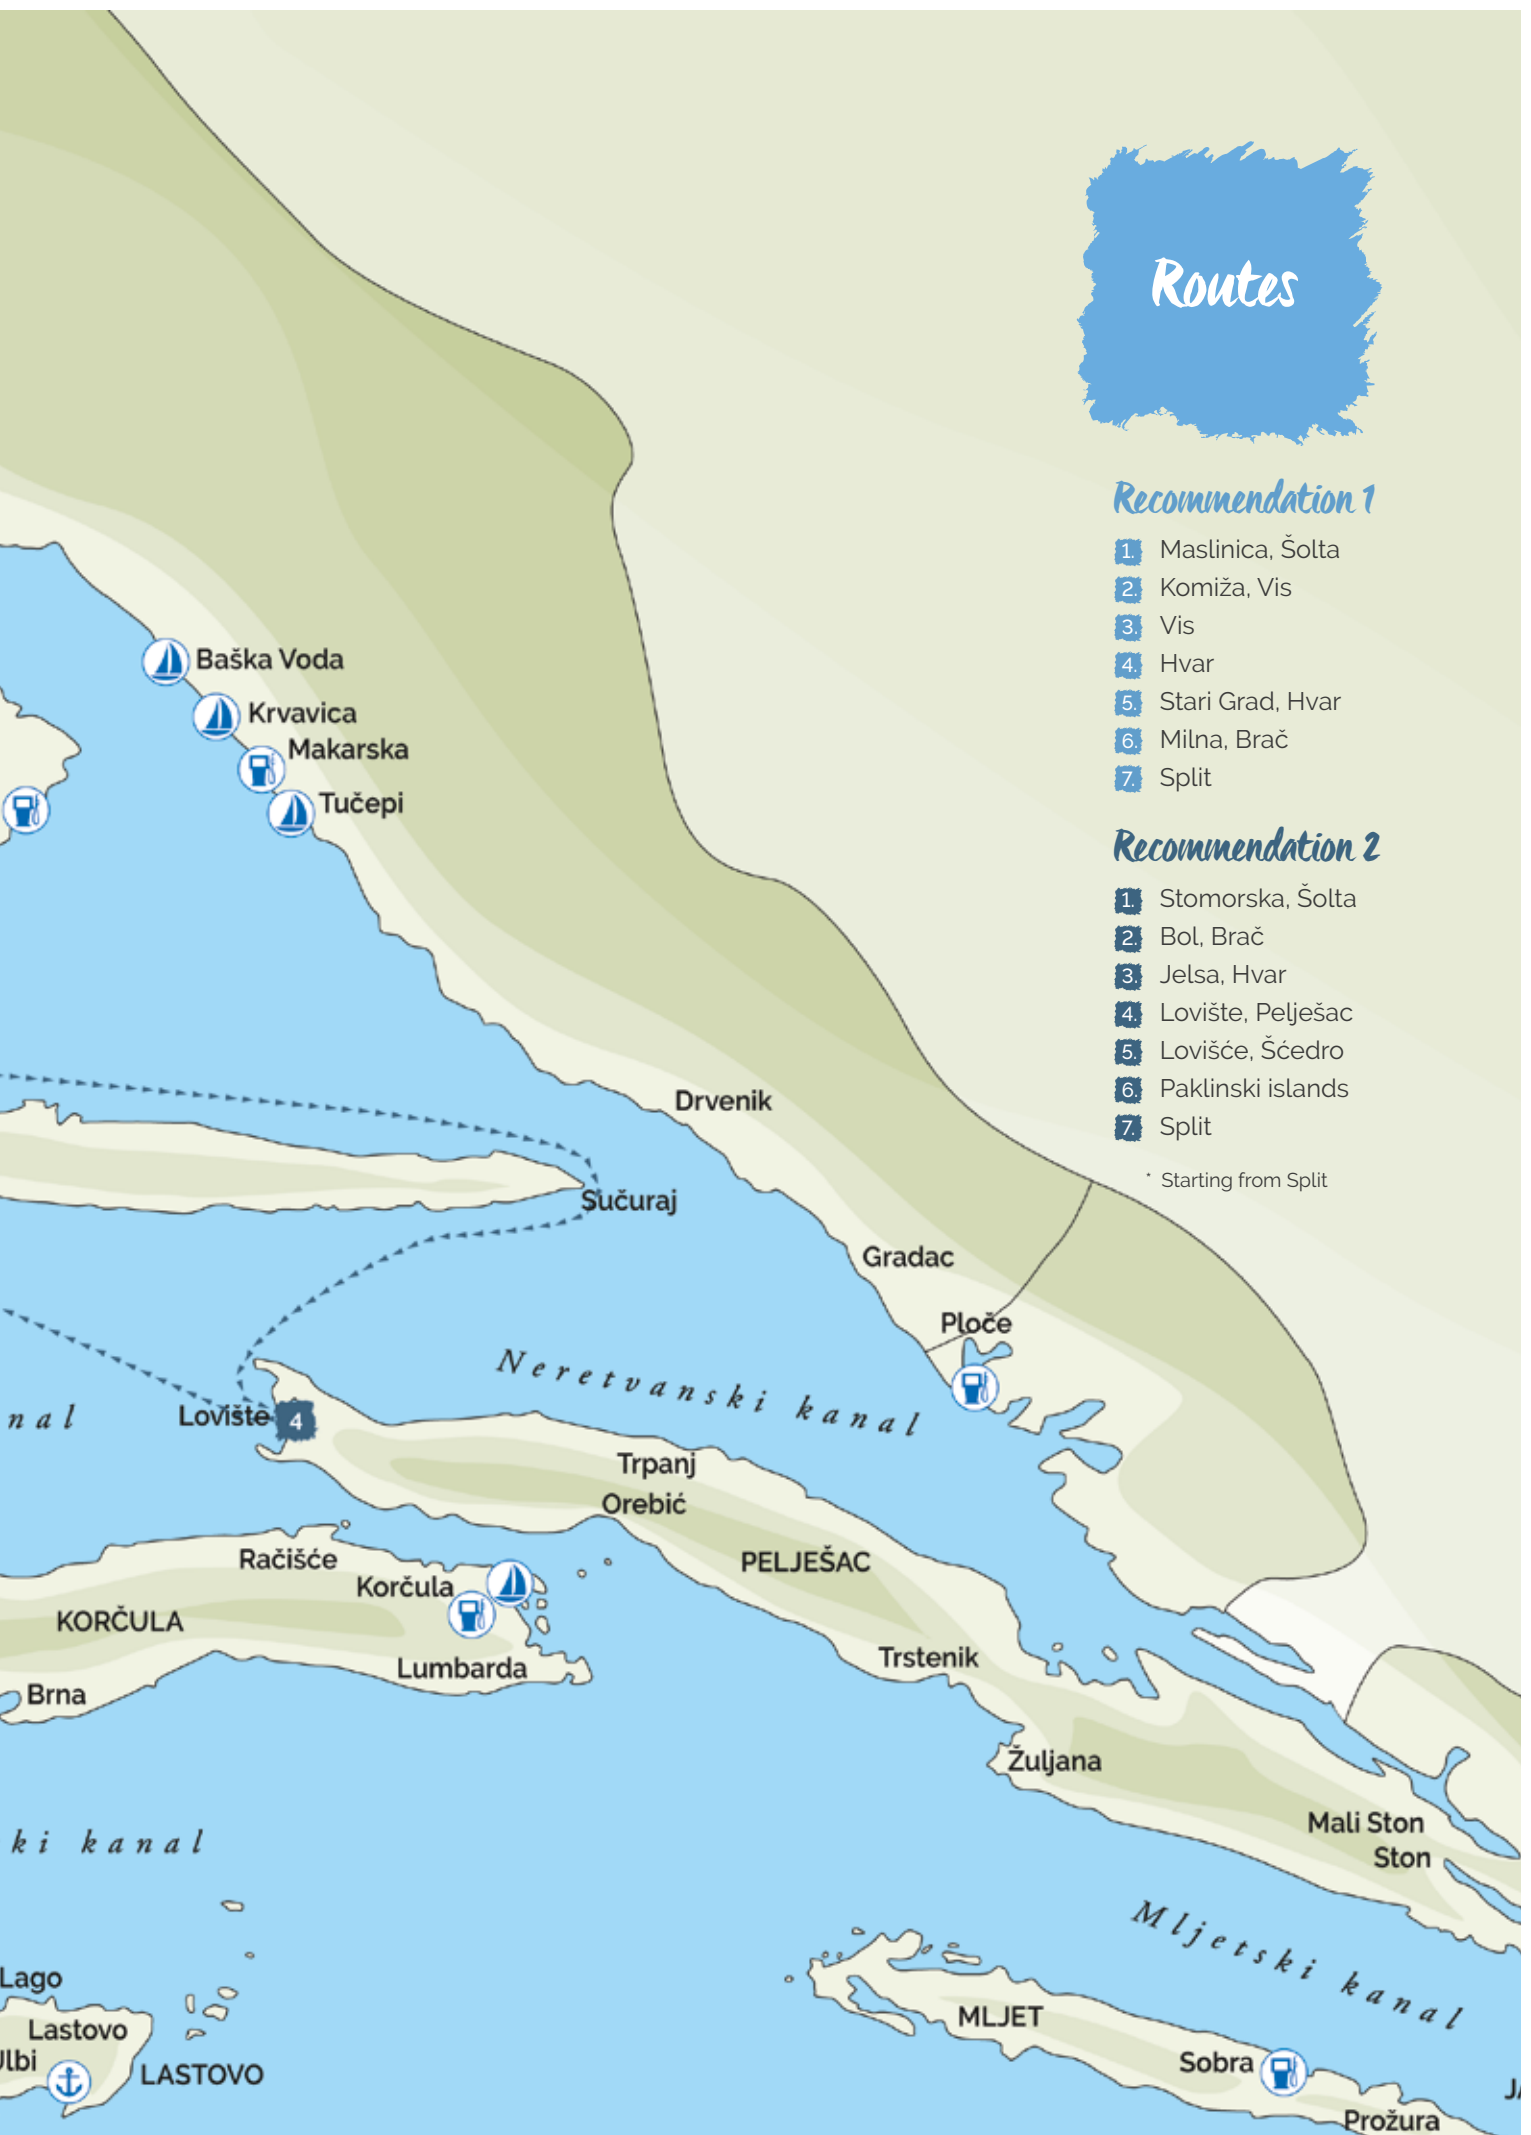 Routes
Recommendation 1
1. Maslinica, Šolta
2. Komiža, Vis
3. Vis
4. Hvar
5. Stari Grad, Hvar
6. Milna, Brač
7. Split
Recommendation 2
1. Stomorska, Šolta
2. Bol, Brač
3. Jelsa, Hvar
4. Lovište, Pelješac
5. Lovišće, Šćedro
6. Paklinski islands
7. Split
* Starting from Split
Baška Voda
Krvavica
Makarska
Tučepi
Drvenik
Sučuraj
Gradac
Ploče
Neretvanski kanal
nal
Lovište 4
Trpanj
Orebić
Račišće
PELJEŠAC
Korčula
KORČULA
Trstenik
Lumbarda
Brna
Žuljana
Mali Ston
ki kanal
Ston
Mljetski kanal
Lago
MLJET
Lastovo
Sobra
LASTOVO
Prožura